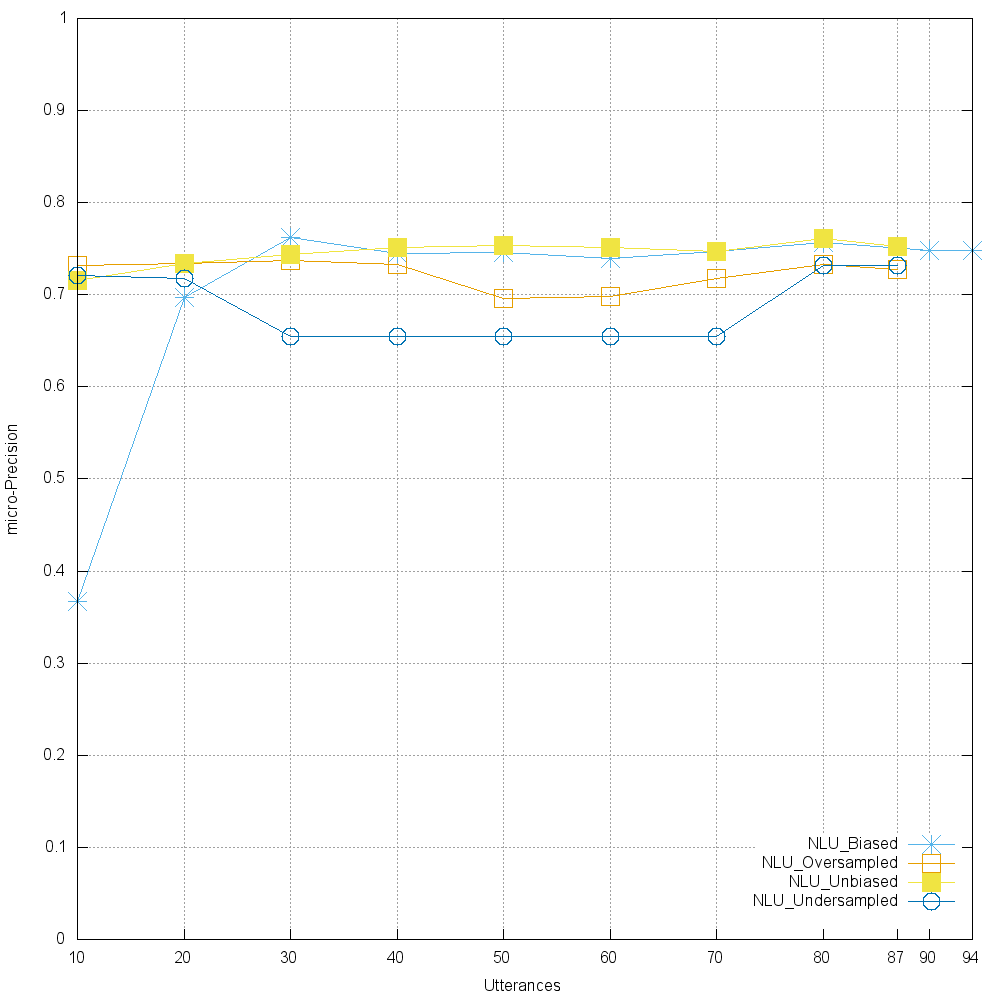 1
0.9
0.8
0.7
0.6
0.5
0.4
0.3
0.2
0.1
0
micro-Precision
NLU_Biased
NLU_Oversampled
NLU_Unbiased
NLU_Undersampled
10 20 30 40 50 60 70 80 87 90 94
Utterances